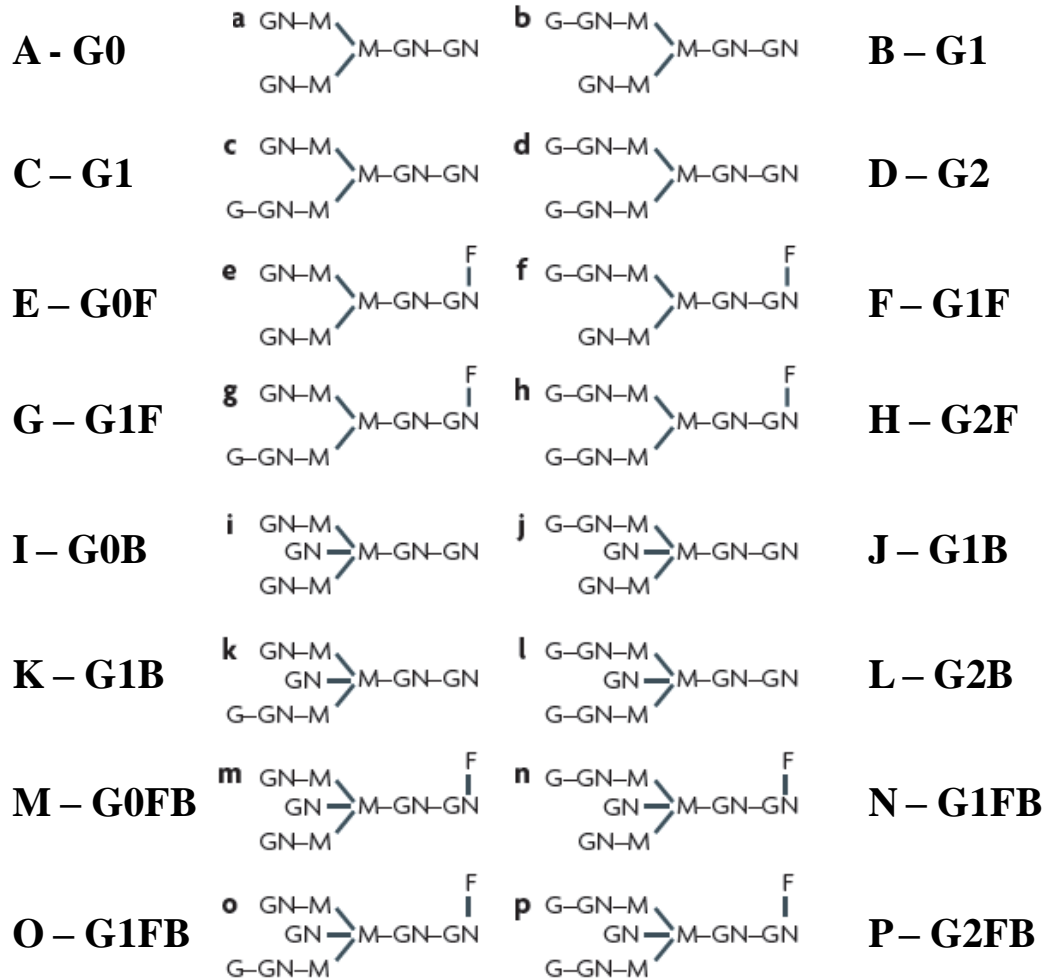 a GN–M b G–GN–M
A - G0 M–GN–GN M–GN–GN B – G1
GN–M GN–M
c GN–M d G–GN–M
C – G1 M–GN–GN M–GN–GN D – G2
G–GN–M G–GN–M
F F
e GN–M f G–GN–M
E – G0F M–GN–GN M–GN–GN F – G1F
GN–M GN–M
F F
g GN–M h G–GN–M
G – G1F M–GN–GN M–GN–GN H – G2F
G–GN–M G–GN–M
i GN–M j G–GN–M
I – G0B GN–M–GN–GN GN–M–GN–GN J – G1B
GN–M GN–M
k GN–M l G–GN–M
K – G1B GN–M–GN–GN GN–M–GN–GN L – G2B
G–GN–M G–GN–M
F F
m GN–M n G–GN–M
M – G0FB GN–M–GN–GN GN–M–GN–GN N – G1FB
GN–M GN–M
F F
o GN–M p G–GN–M
O – G1FB GN–M–GN–GN GN–M–GN–GN P – G2FB
G–GN–M G–GN–M